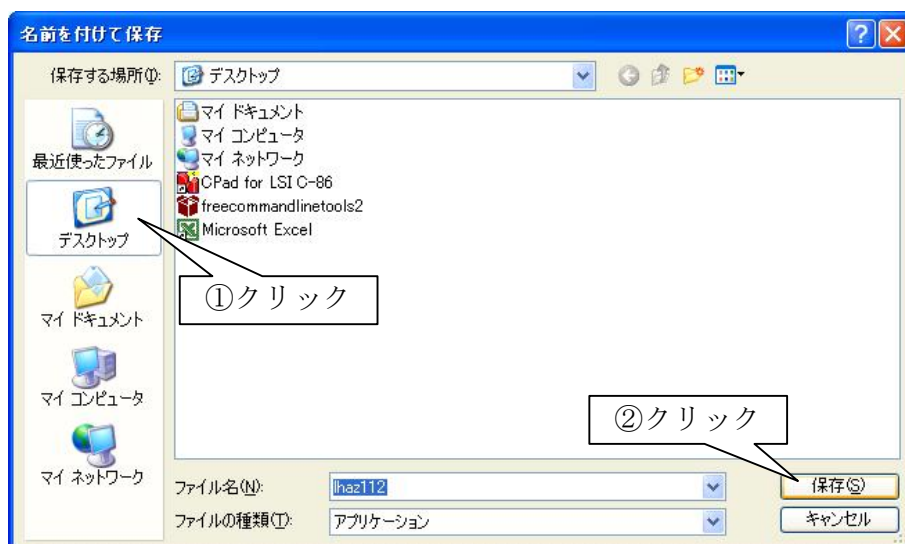 名前を付けて保存
保存する場所(I):
デスクトップ
最近使ったファイル
デスクトップ
マイ ドキュメント
マイ コンピュータ
マイ ネットワーク
マイ ドキュメント
マイ コンピュータ
マイ ネットワーク
CPad for LSI C-86
freecommandlinetools2
Microsoft Excel
①クリック
②クリック
ファイル名(N):
lhaz112
保存(S)
ファイルの種類(T):
アプリケーション
キャンセル